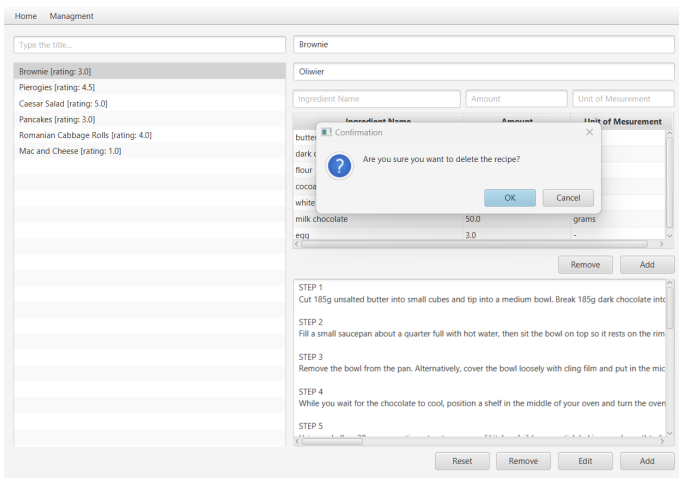 Home Managment
Type the title...
Brownie
Brownie [rating: 3.0]
Oliwier
Pierogies [rating: 4.5]
Caesar Salad [rating: 5.0]
Ingredient Name Amount Unit of Mesurement
Pancakes [rating: 3.0]
Romanian Cabbage Rolls [rating: 4.0]
Mac and Cheese [rating: 1.0]
Ingredient Name Amount Unit of Mesurement
Confirmation
Are you sure you want to delete the recipe?
OK Cancel
dark
flour
cocoa
white
milk chocolate 50.0 grams
egg 3.0 -
Remove Add
STEP 1
Cut 185g unsalted butter into small cubes and tip into a medium bowl. Break 185g dark chocolate into
STEP 2
Fill a small saucepan about a quarter full with hot water, then sit the bowl on top so it rests on the rim
STEP 3
Remove the bowl from the pan. Alternatively, cover the bowl loosely with cling film and put in the mic
STEP 4
While you wait for the chocolate to cool, position a shelf in the middle of your oven and turn the oven
STEP 5
Reset Remove Edit Add